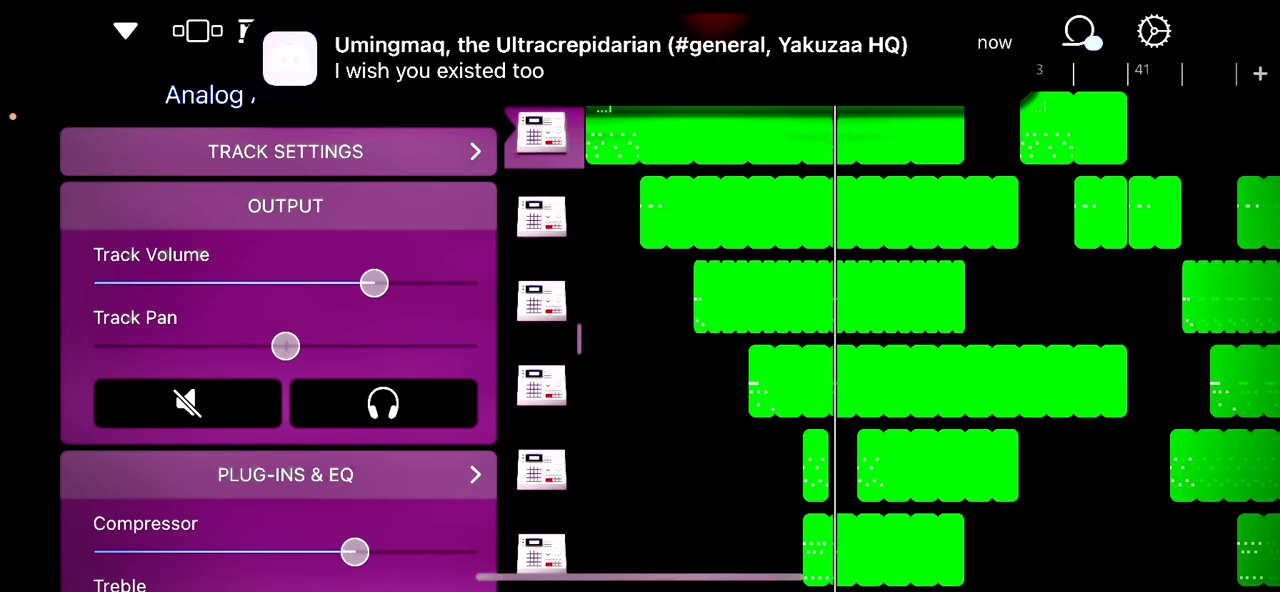 Umingmaq, the Ultracrepidarian (#general, Yakuzaa HQ)
I wish you existed too
now
3
41
Analog
TRACK SETTINGS
OUTPUT
Track Volume
Track Pan
PLUG-INS & EQ
Compressor
Treble